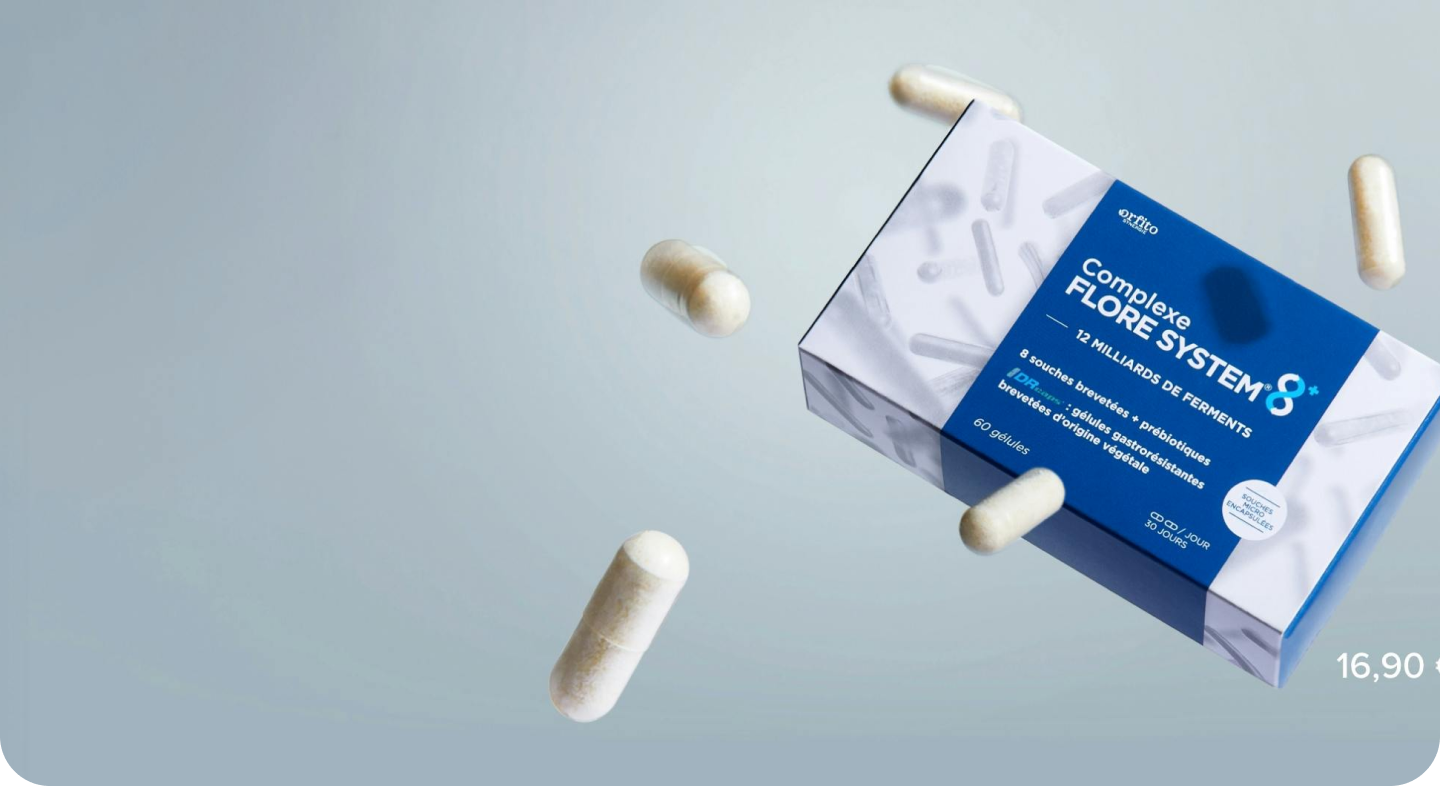 orfito
Complexe
FLORE SYSTEM® 8+
12 MILLIARDS DE FERMENTS
8 souches brevetées + prébiotiques
IDRcaps : gélules gastrorésistantes
brevetées d'origine végétale
60 gélules
SOUCHES
MICRO
ENCAPSULÉES
/ JOUR
30 JOURS
16,90 €